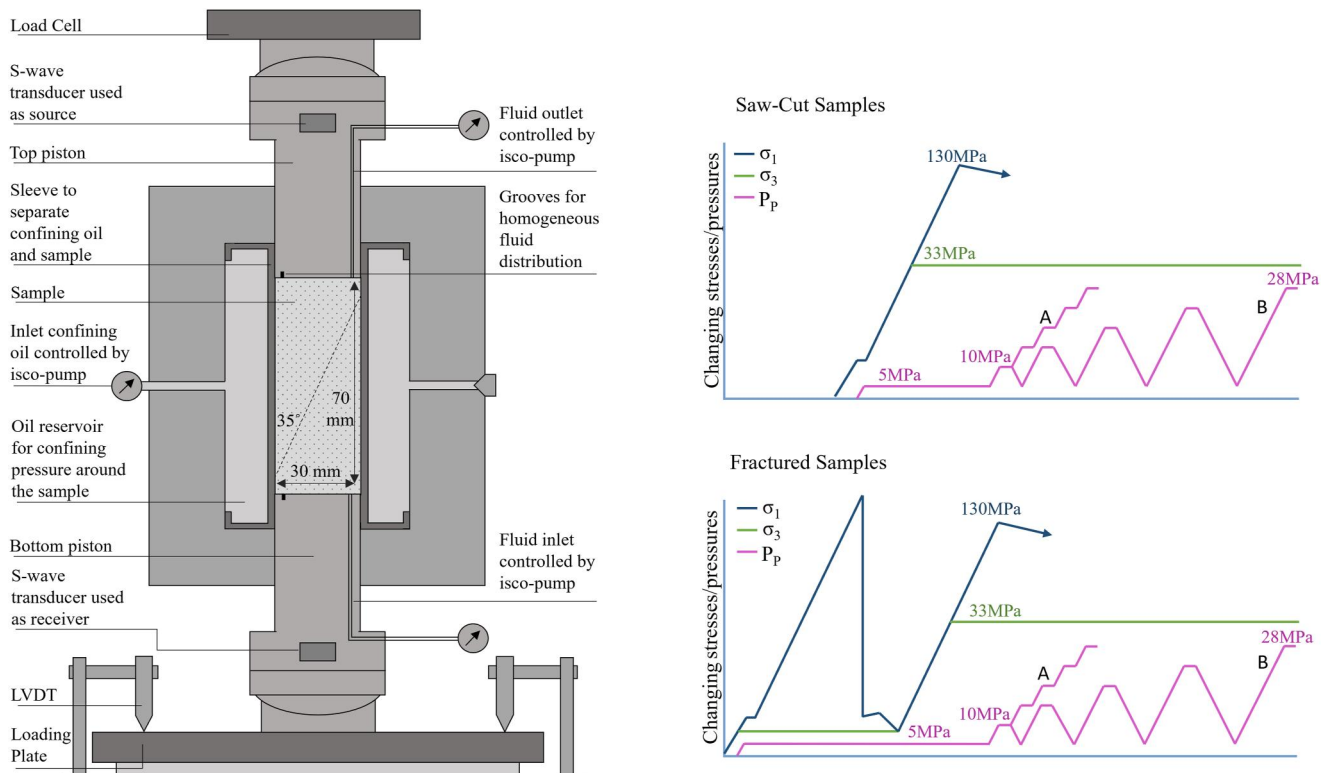 Load Cell
S-wave
transducer used
as source
Top piston
Sleeve to
separate
confining oil
and sample
Sample
Inlet confining
oil controlled by
isco-pump
Oil reservoir
for confining
pressure around
the sample
Bottom piston
S-wave
transducer used
as receiver
LVDT
Loading
Plate
Fluid outlet
controlled by
isco-pump
Grooves for
homogeneous
fluid
distribution
35°
70
mm
30 mm
Fluid inlet
controlled by
isco-pump
Saw-Cut Samples
Changing stresses/pressures
σ1
σ3
PP
130MPa
33MPa
28MPa
A
B
10MPa
5MPa
Fractured Samples
Changing stresses/pressures
σ1
σ3
PP
130MPa
33MPa
28MPa
A
B
10MPa
5MPa